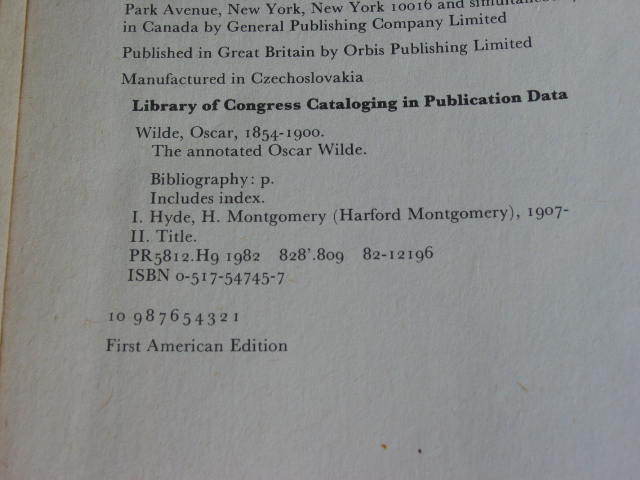 Park Avenue, New York, New York 10016 and
in Canada by General Publishing Company Limited
Published in Great Britain by Orbis Publishing Limited
Manufactured in Czechoslovakia
Library of Congress Cataloging in Publication Data
Wilde, Oscar, 1854-1900.
The annotated Oscar Wilde.
Bibliography: p.
Includes index.
I. Hyde, H. Montgomery (Harford Montgomery), 1907-
II. Title.
PR5812.H9 1982 828'.809 82-12196
ISBN 0-517-54745-7
10 9 8 7 6 5 4 3 2 1
First American Edition